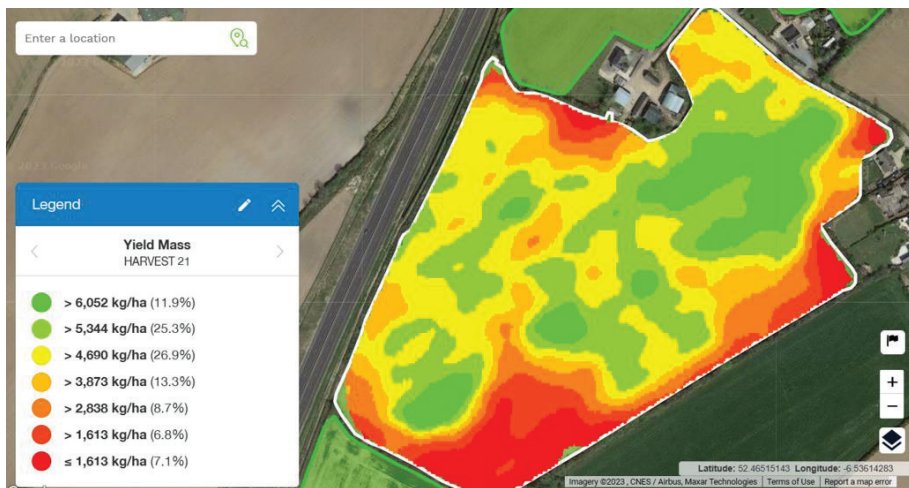 Enter a location
Legend
Yield Mass
HARVEST 21
> 6,052 kg/ha (11.9%)
> 5,344 kg/ha (25.3%)
> 4,690 kg/ha (26.9%)
> 3,873 kg/ha (13.3%)
> 2,838 kg/ha (8.7%)
> 1,613 kg/ha (6.8%)
≤ 1,613 kg/ha (7.1%)
+
−
Latitude: 52.46515143 Longitude: -6.53614283
Imagery ©2023 , CNES / Airbus, Maxar Technologies Terms of Use Report a map error